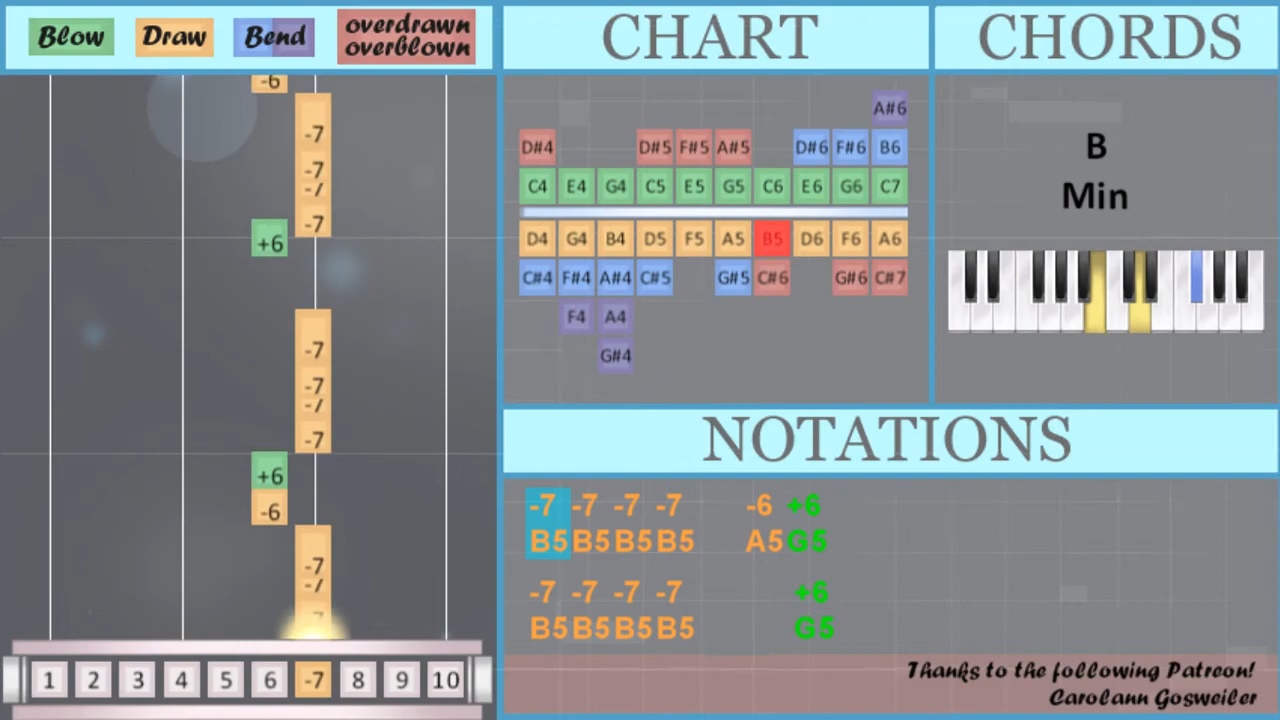 Blow
Draw
Bend
overdrawn
overblown
CHART
CHORDS
-6
-7
-7
-7
-7
+6
-7
-7
-7
-7
+6
-6
-7
-7
1 2 3 4 5 6 -7 8 9 10
A#6
D#4 D#5 F#5 A#5 D#6 F#6 B6
C4 E4 G4 C5 E5 G5 C6 E6 G6 C7
D4 G4 B4 D5 F5 A5 B5 D6 F6 A6
C#4 F#4 A#4 C#5 G#5 C#6 G#6 C#7
F4 A4
G#4
B
Min
NOTATIONS
-7 -7 -7 -7 -6 +6
B5 B5 B5 B5 A5 G5
-7 -7 -7 -7 +6
B5 B5 B5 B5 G5
Thanks to the following Patreon!
Carolann Gosweiler